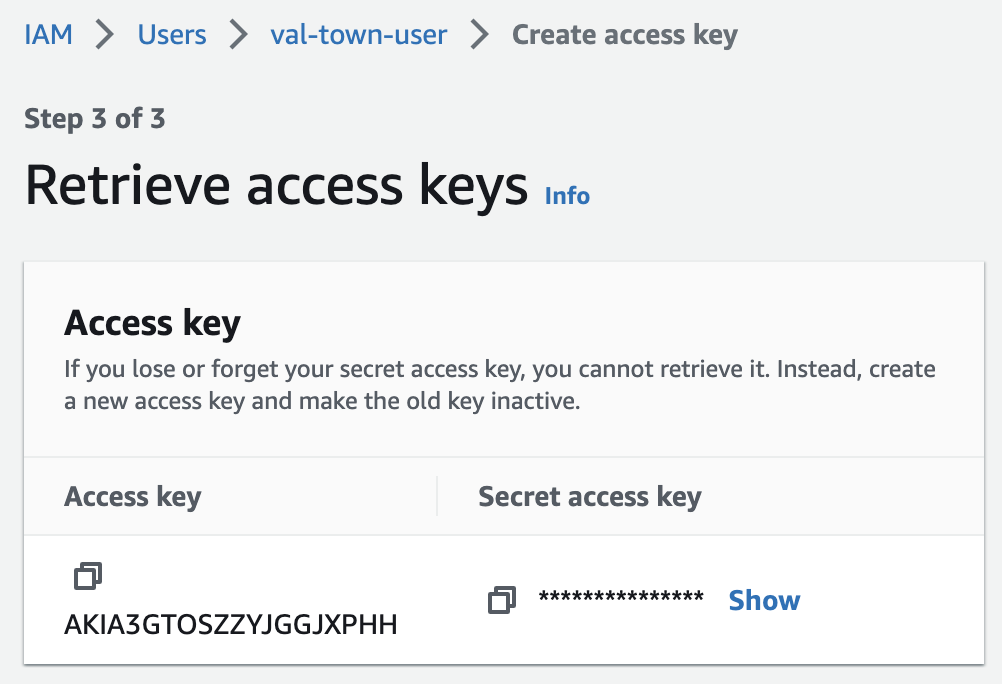 IAM > Users > val-town-user > Create access key
Step 3 of 3
Retrieve access keys Info
Access key
If you lose or forget your secret access key, you cannot retrieve it. Instead, create
a new access key and make the old key inactive.
Access key Secret access key
*************** Show
AKIA3GTOSZZYJGGJXPHH